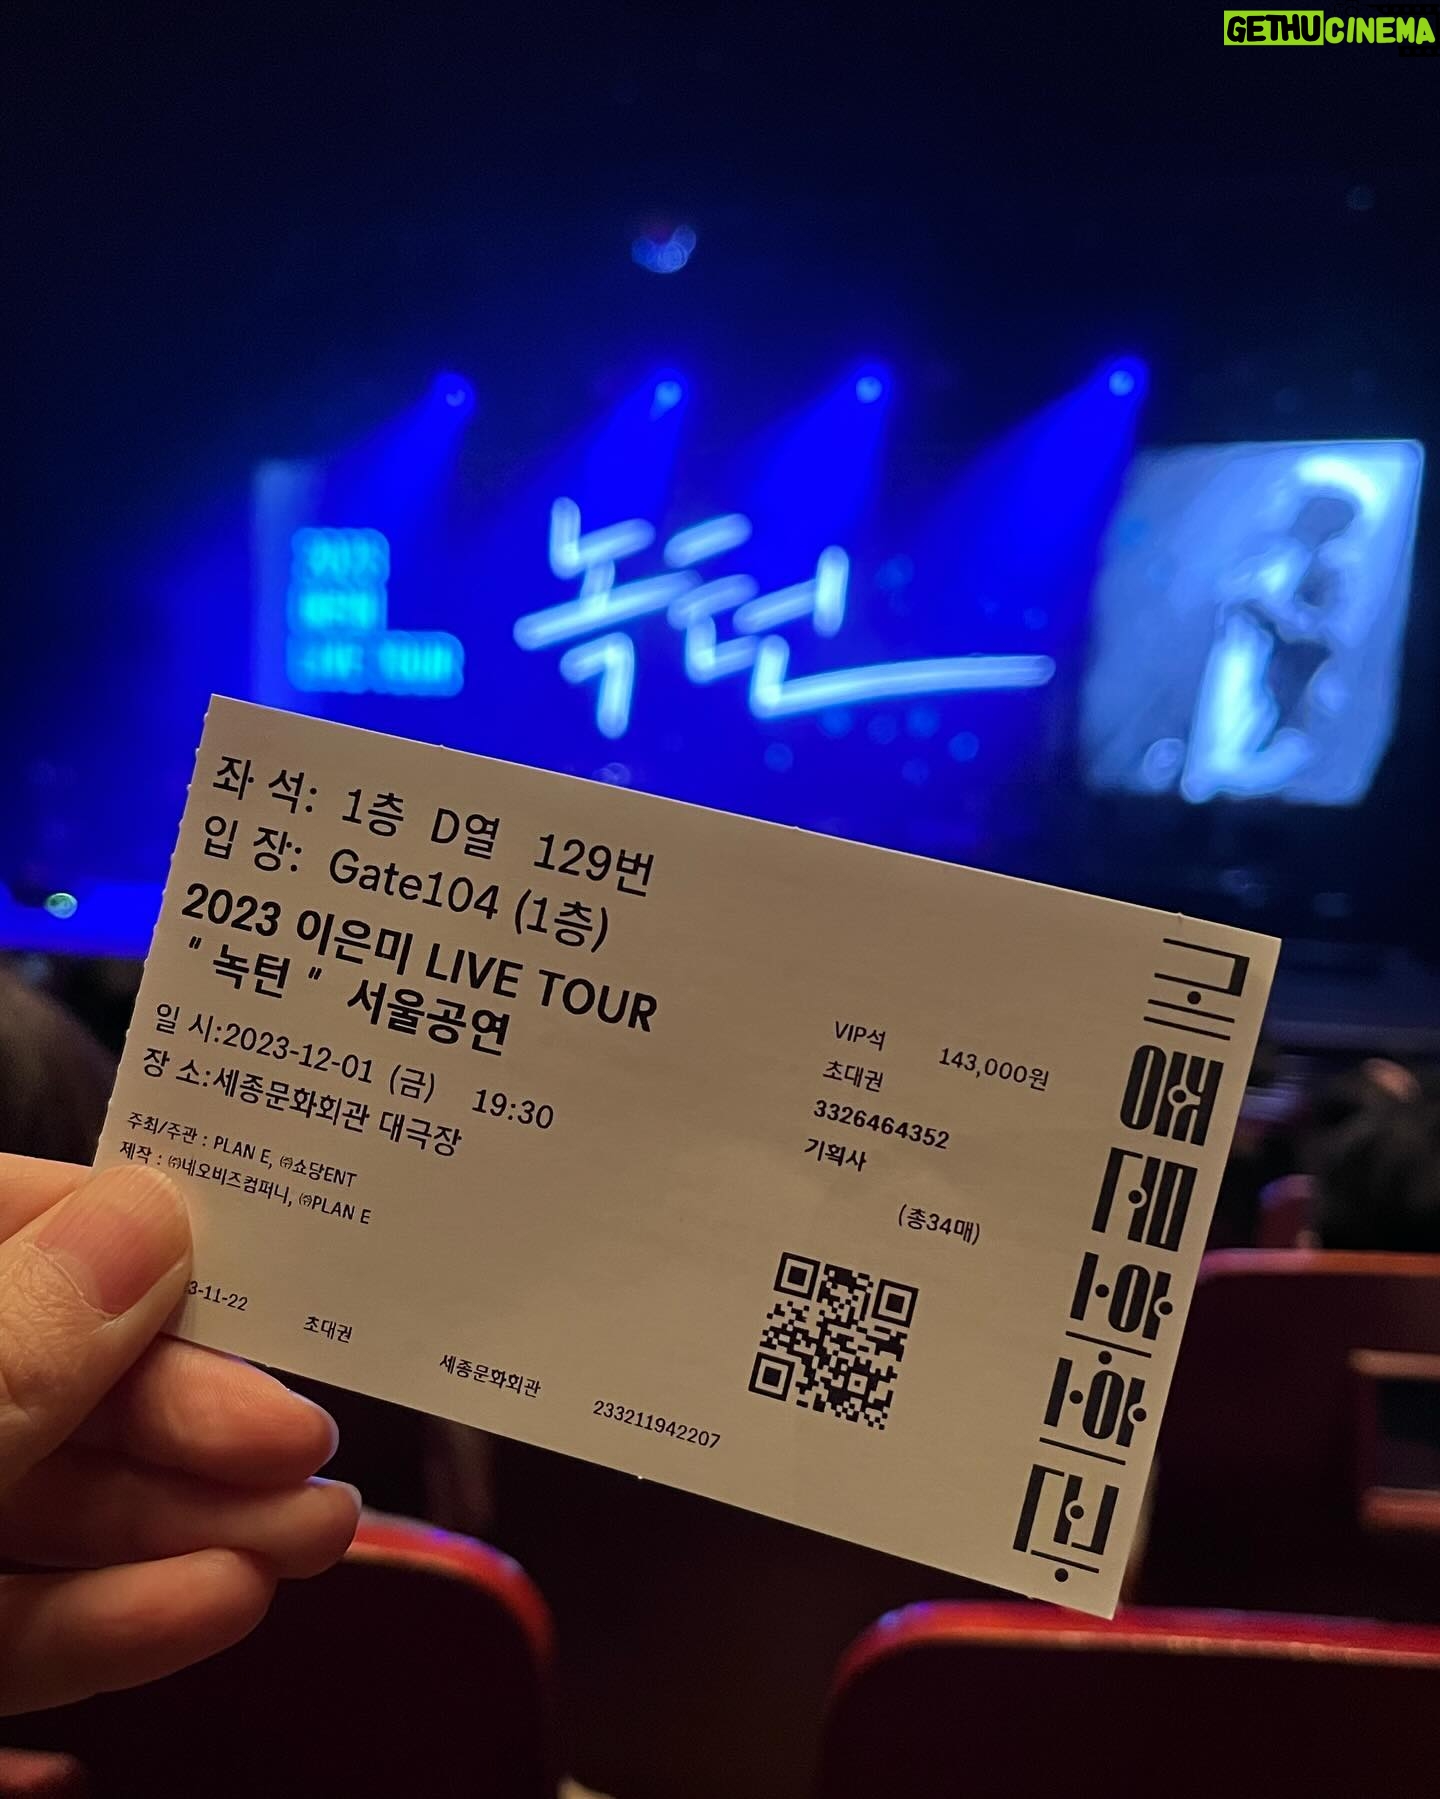 GETHUCINEMA
LIVE TOUR
녹턴
좌 석: 1층 D열 129번
입 장: Gate104 (1층)
2023 이은미 LIVE TOUR
" 녹턴 " 서울공연
일 시:2023-12-01 (금) 19:30
장 소:세종문화회관 대극장
주최/주관 : PLAN E, ㈜쇼당ENT
제작 : ㈜네오비즈컴퍼니, ㈜PLAN E
3-11-22 초대권 세종문화회관 233211942207
VIP석 143,000원
초대권
3326464352
기획사
(총34매)